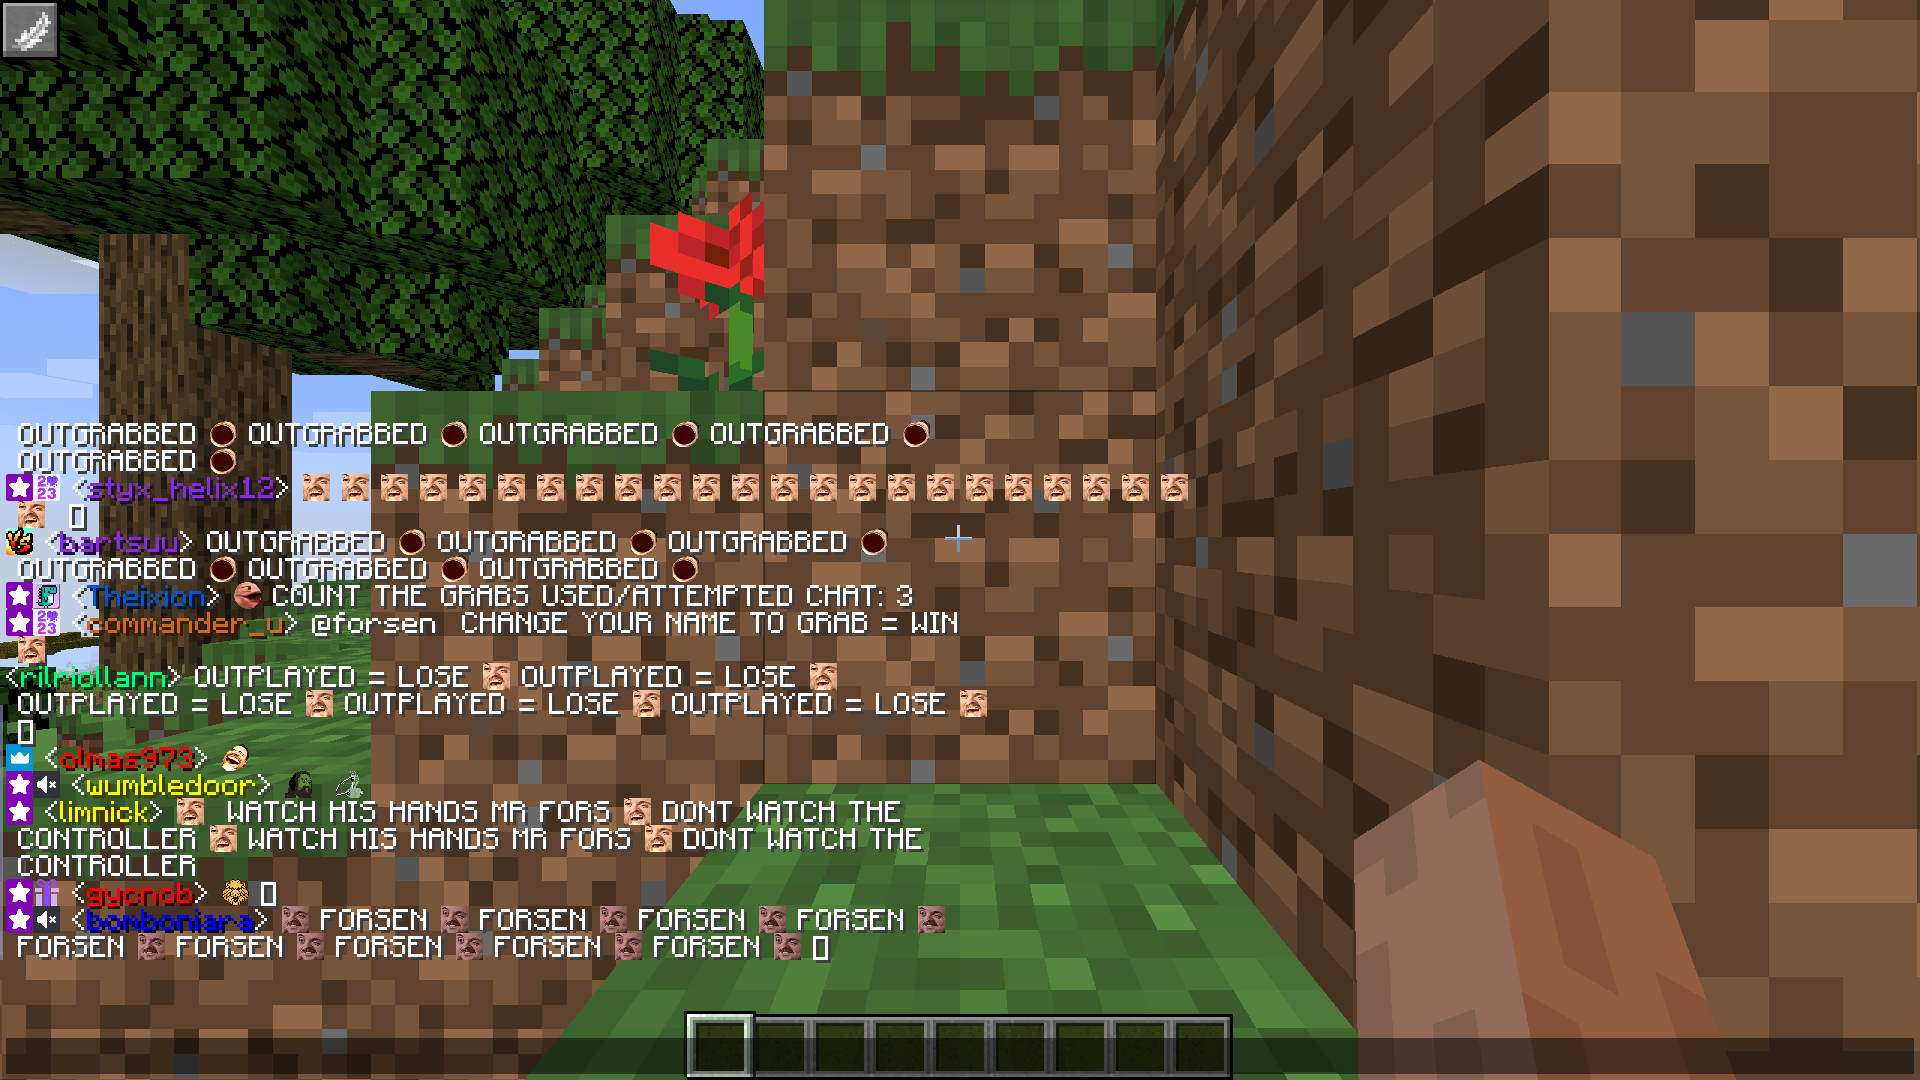 OUTGRABBED OUTGRABBED OUTGRABBED OUTGRABBED
OUTGRABBED
<styx_helix13>
<bartsuu> OUTGRABBED OUTGRABBED OUTGRABBED
OUTGRABBED OUTGRABBED OUTGRABBED
<Theixion> COUNT THE GRABS USED/ATTEMPTED CHAT: 3
<commander_u> @forsen CHANGE YOUR NAME TO GRAB = WIN
<rilriollann> OUTPLAYED = LOSE OUTPLAYED = LOSE
OUTPLAYED = LOSE OUTPLAYED = LOSE OUTPLAYED = LOSE
<olmas973>
<wumbledoor>
<limnick> WATCH HIS HANDS MR FORS DONT WATCH THE
CONTROLLER WATCH HIS HANDS MR FORS DONT WATCH THE
CONTROLLER
<gycnob>
<bomboniara> FORSEN FORSEN FORSEN FORSEN
FORSEN FORSEN FORSEN FORSEN FORSEN